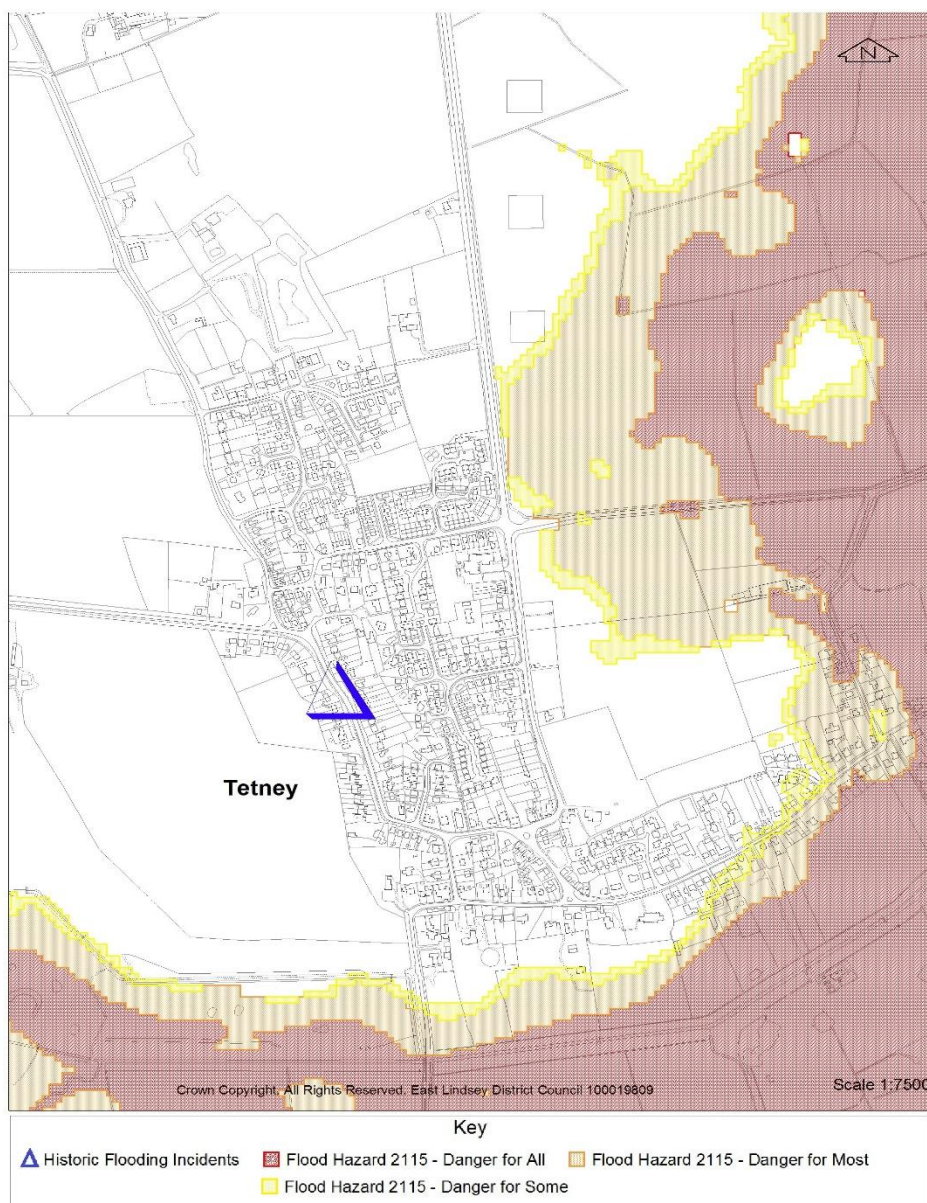 N
Tetney
Crown Copyright. All Rights Reserved. East Lindsey District Council 100019809
Scale 1:7500
Key
Historic Flooding Incidents
Flood Hazard 2115 - Danger for All
Flood Hazard 2115 - Danger for Most
Flood Hazard 2115 - Danger for Some